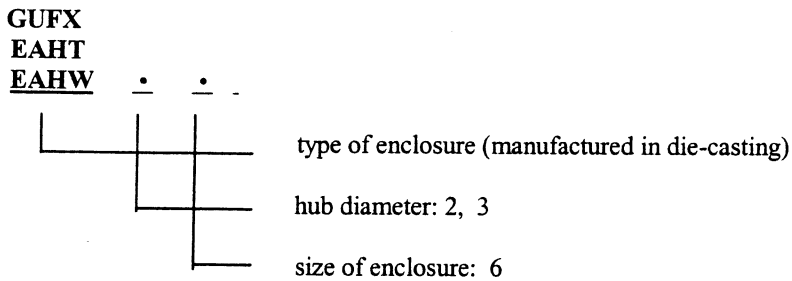 GUFX
EAHT
EAHW . . -
type of enclosure (manufactured in die-casting)
hub diameter: 2, 3
size of enclosure: 6